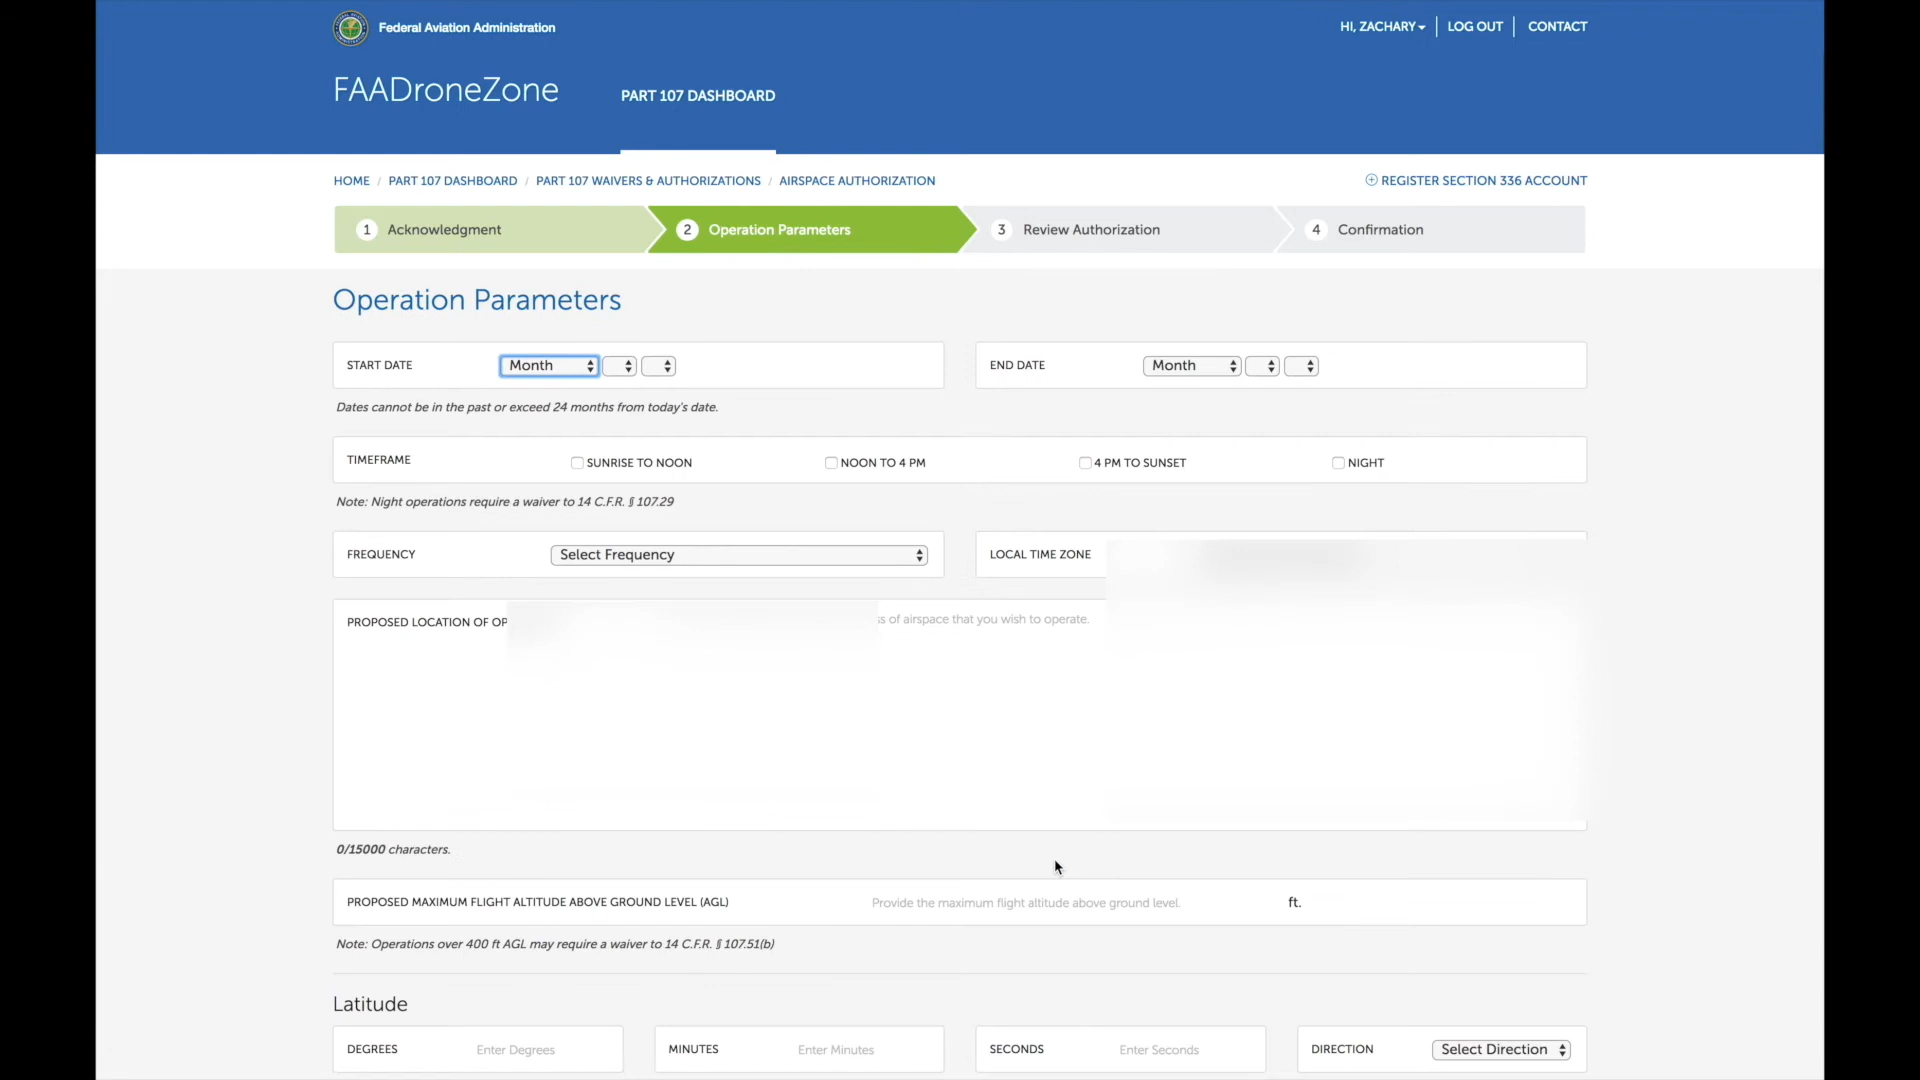 Federal Aviation Administration
HI, ZACHARY
LOG OUT
CONTACT
FAADroneZone
PART 107 DASHBOARD
HOME / PART 107 DASHBOARD / PART 107 WAIVERS & AUTHORIZATIONS / AIRSPACE AUTHORIZATION
REGISTER SECTION 336 ACCOUNT
1 Acknowledgment
2 Operation Parameters
3 Review Authorization
4 Confirmation
Operation Parameters
START DATE Month
END DATE Month
Dates cannot be in the past or exceed 24 months from today's date.
TIMEFRAME
SUNRISE TO NOON
NOON TO 4 PM
4 PM TO SUNSET
NIGHT
Note: Night operations require a waiver to 14 C.F.R. § 107.29
FREQUENCY Select Frequency
LOCAL TIME ZONE
PROPOSED LOCATION OF OP
of airspace that you wish to operate.
0/15000 characters.
PROPOSED MAXIMUM FLIGHT ALTITUDE ABOVE GROUND LEVEL (AGL) Provide the maximum flight altitude above ground level. ft.
Note: Operations over 400 ft AGL may require a waiver to 14 C.F.R. § 107.51(b)
Latitude
DEGREES Enter Degrees
MINUTES Enter Minutes
SECONDS Enter Seconds
DIRECTION Select Direction